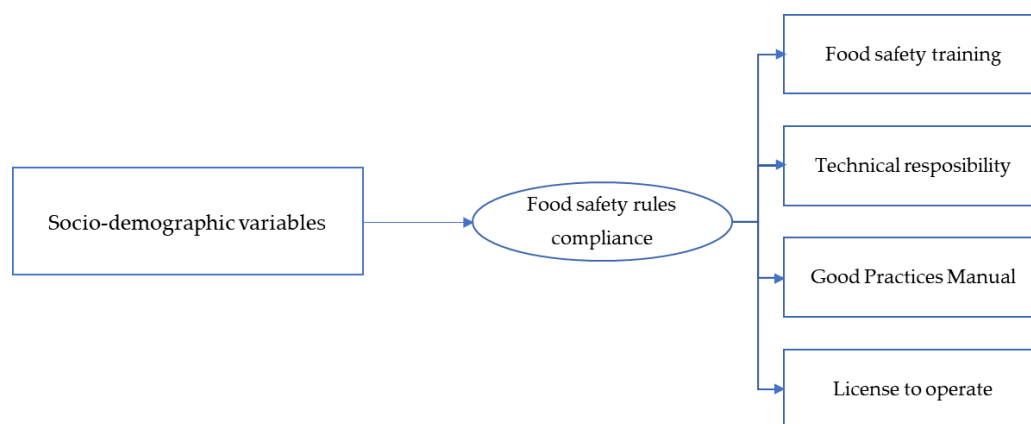 Socio-demographic variables
Food safety rules
compliance
Food safety training
Technical resposibility
Good Practices Manual
License to operate